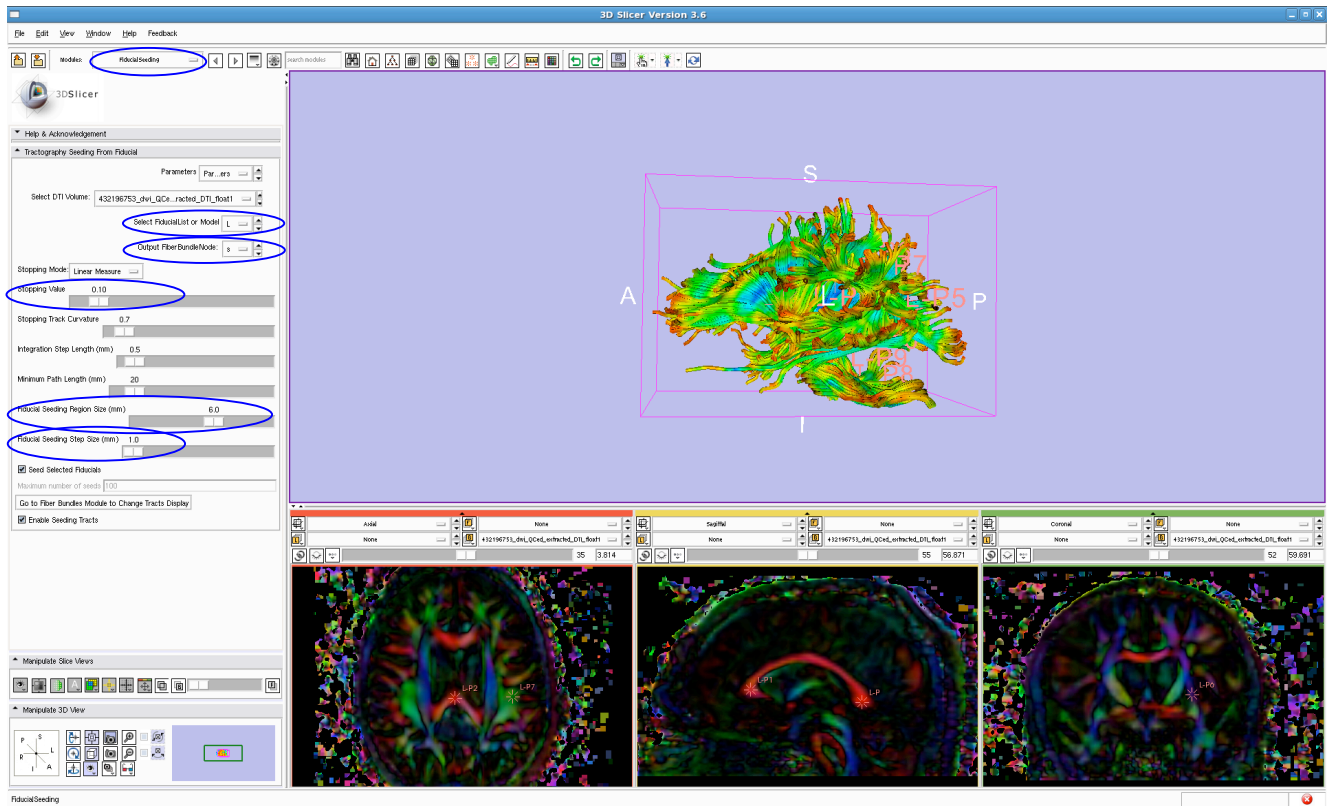 3D Slicer Version 3.6
File Edit View Window Help Feedback
Modules: FiducialSeeding search modules
3DSlicer
Help & Acknowledgement
Tractography Seeding From Fiducial
Parameters Par...ers
Select DTI Volume: 432196753_dwi_QCe...racted_DTI_float1
Select FiducialList or Model L
Output FiberBundleNode: s
Stopping Mode: Linear Measure
Stopping Value 0.10
Stopping Track Curvature 0.7
Integration Step Length (mm) 0.5
Minimum Path Length (mm) 20
Fiducial Seeding Region Size (mm) 6.0
Fiducial Seeding Step Size (mm) 1.0
Seed Selected Fiducials
Maximum number of seeds 100
Go to Fiber Bundles Module to Change Tracts Display
Enable Seeding Tracts
S
A
P
I
L-P
P5
Axial None
None 432196753_dwi_QCed_extracted_DTI_float1
35 3.814
L-P2
L-P7
Sagittal None
None 432196753_dwi_QCed_extracted_DTI_float1
55 56.871
L-P1
L-P
Coronal None
None 432196753_dwi_QCed_extracted_DTI_float1
52 59.691
L-P6
Manipulate Slice Views
Manipulate 3D View
P S
R L
I A
FiducialSeeding